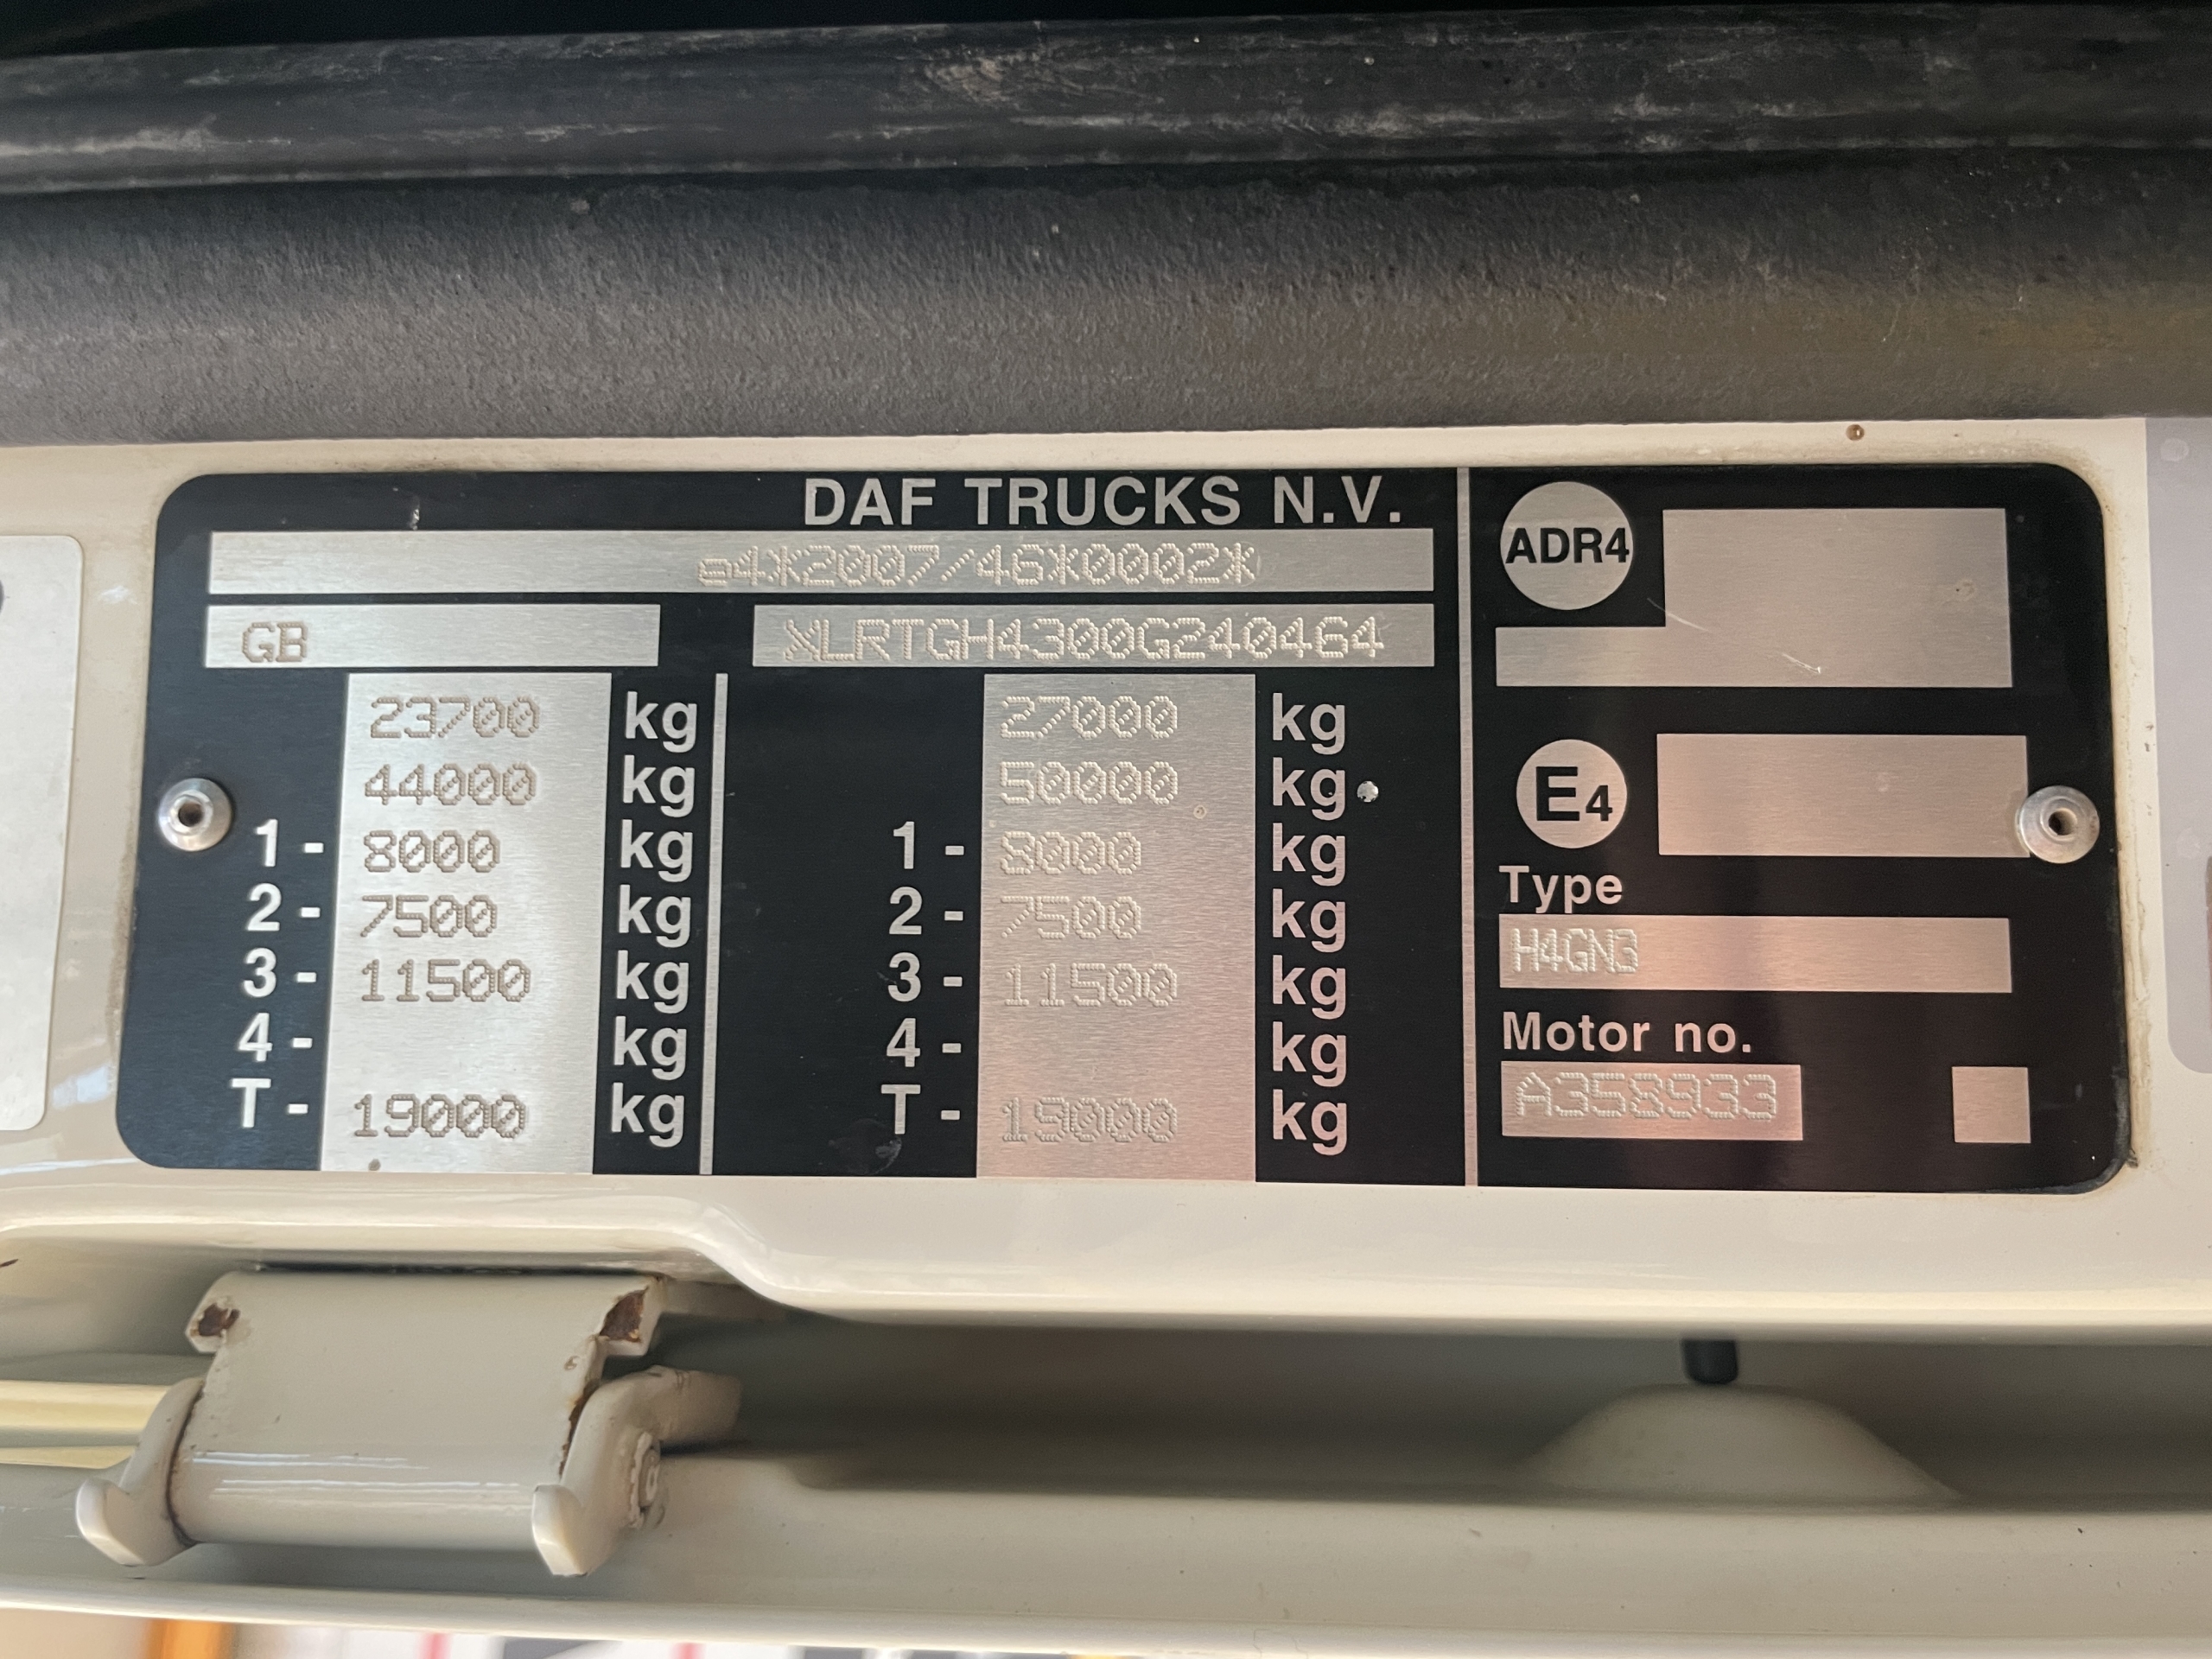 DAF TRUCKS N.V.
e4*2007/46*0002*
GB XLRTGH4300G240464
23700 kg 27000 kg
44000 kg 50000 kg
1- 8000 kg 1- 8000 kg
2- 7500 kg 2- 7500 kg
3- 11500 kg 3- 11500 kg
4- kg 4- kg
T- 19000 kg T- 19000 kg
ADR4
E4
Type
H4GN3
Motor no.
A358933